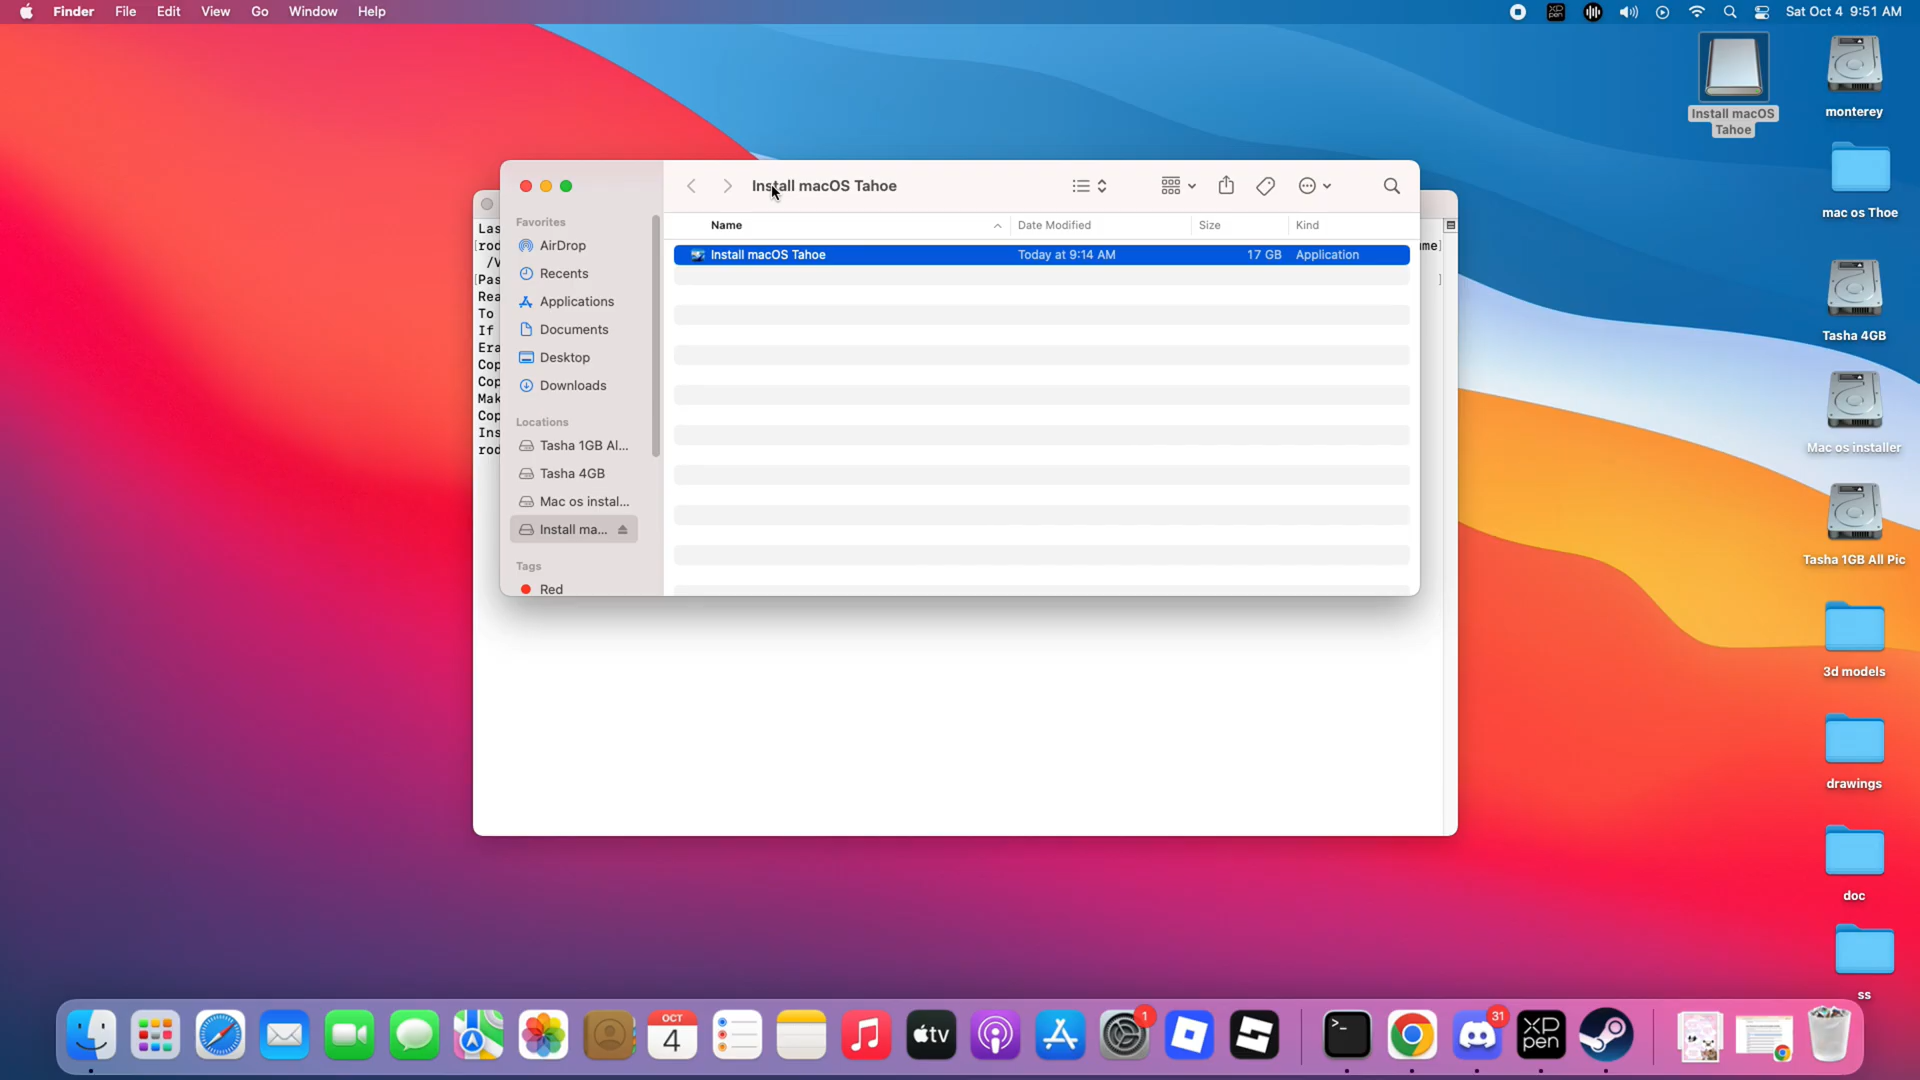 Finder File Edit View Go Window Help
XP pen
Sat Oct 4 9:51 AM
Install macOS Tahoe
monterey
mac os Thoe
Tasha 4GB
Mac os installer
Tasha 1GB All Pic
3d models
drawings
doc
ss
Install macOS Tahoe
Favorites
AirDrop
Recents
Applications
Documents
Desktop
Downloads
Locations
Tasha 1GB Al...
Tasha 4GB
Mac os instal...
Install ma...
Tags
Red
Name Date Modified Size Kind
Install macOS Tahoe Today at 9:14 AM 17 GB Application
Las
[rod
/V
[Pas
Rea
To
If
Era
Cop
Cop
Mak
Cop
Ins
rod
me]
]
OCT
4
tv
1
>_
31
XP
pen